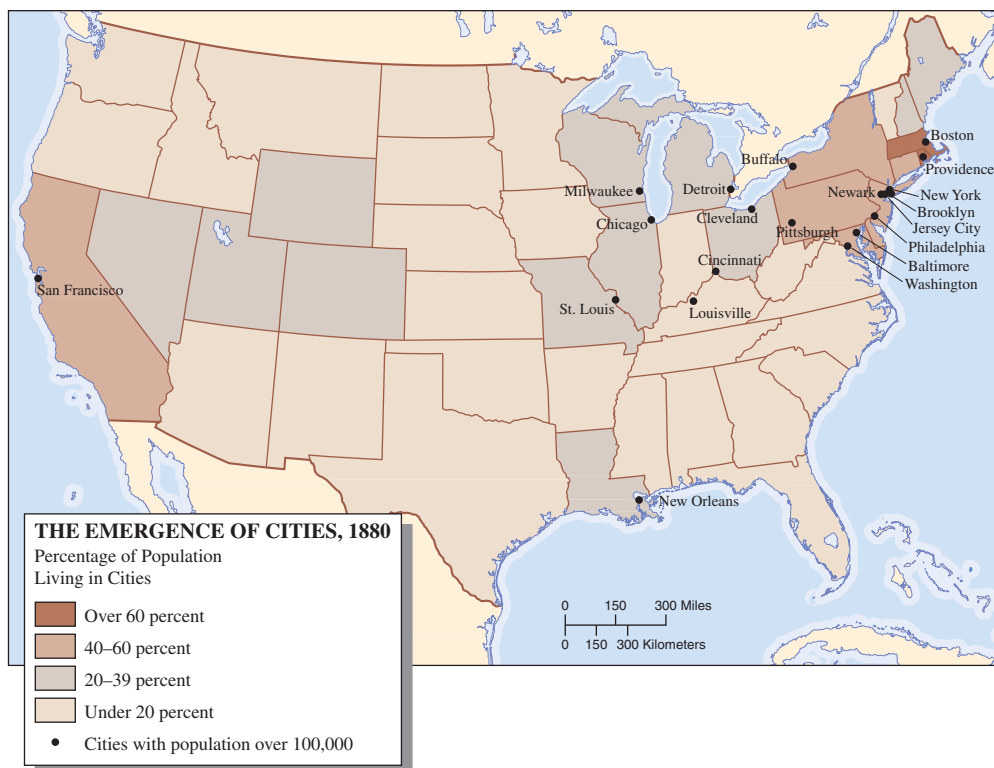 Boston
Buffalo
Providence
Milwaukee
Detroit
Newark
New York
Cleveland
Brooklyn
Chicago
Pittsburgh
Jersey City
Philadelphia
Cincinnati
Baltimore
Washington
San Francisco
St. Louis
Louisville
New Orleans
THE EMERGENCE OF CITIES, 1880
Percentage of Population
Living in Cities
Over 60 percent
40–60 percent
20–39 percent
Under 20 percent
Cities with population over 100,000
0 150 300 Miles
0 150 300 Kilometers